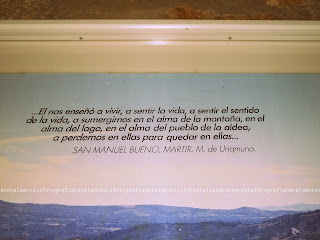 ...El nos enseñó a vivir, a sentir la vida, a sentir el sentido
de la vida, a sumergirnos en el alma de la montaña, en el
alma del lago, en el alma del pueblo de la aldea,
a perdernos en ellas para quedar en ellas...
SAN MANUEL BUENO, MARTIR. M. de Unamuno.